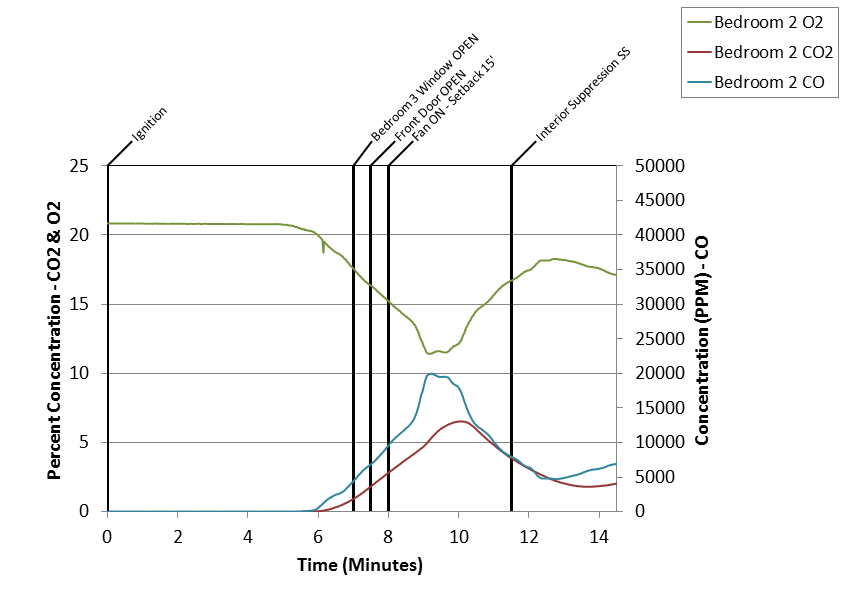 Bedroom 2 O2
Bedroom 2 CO2
Bedroom 2 CO
Ignition
Bedroom 3 Window OPEN
Front Door OPEN
Fan ON - Setback 15'
Interior Suppression SS
25
20
15
10
5
0
Percent Concentration - CO2 & O2
50000
45000
40000
35000
30000
25000
20000
15000
10000
5000
0
Concentration (PPM) - CO
0
2
4
6
8
10
12
14
Time (Minutes)